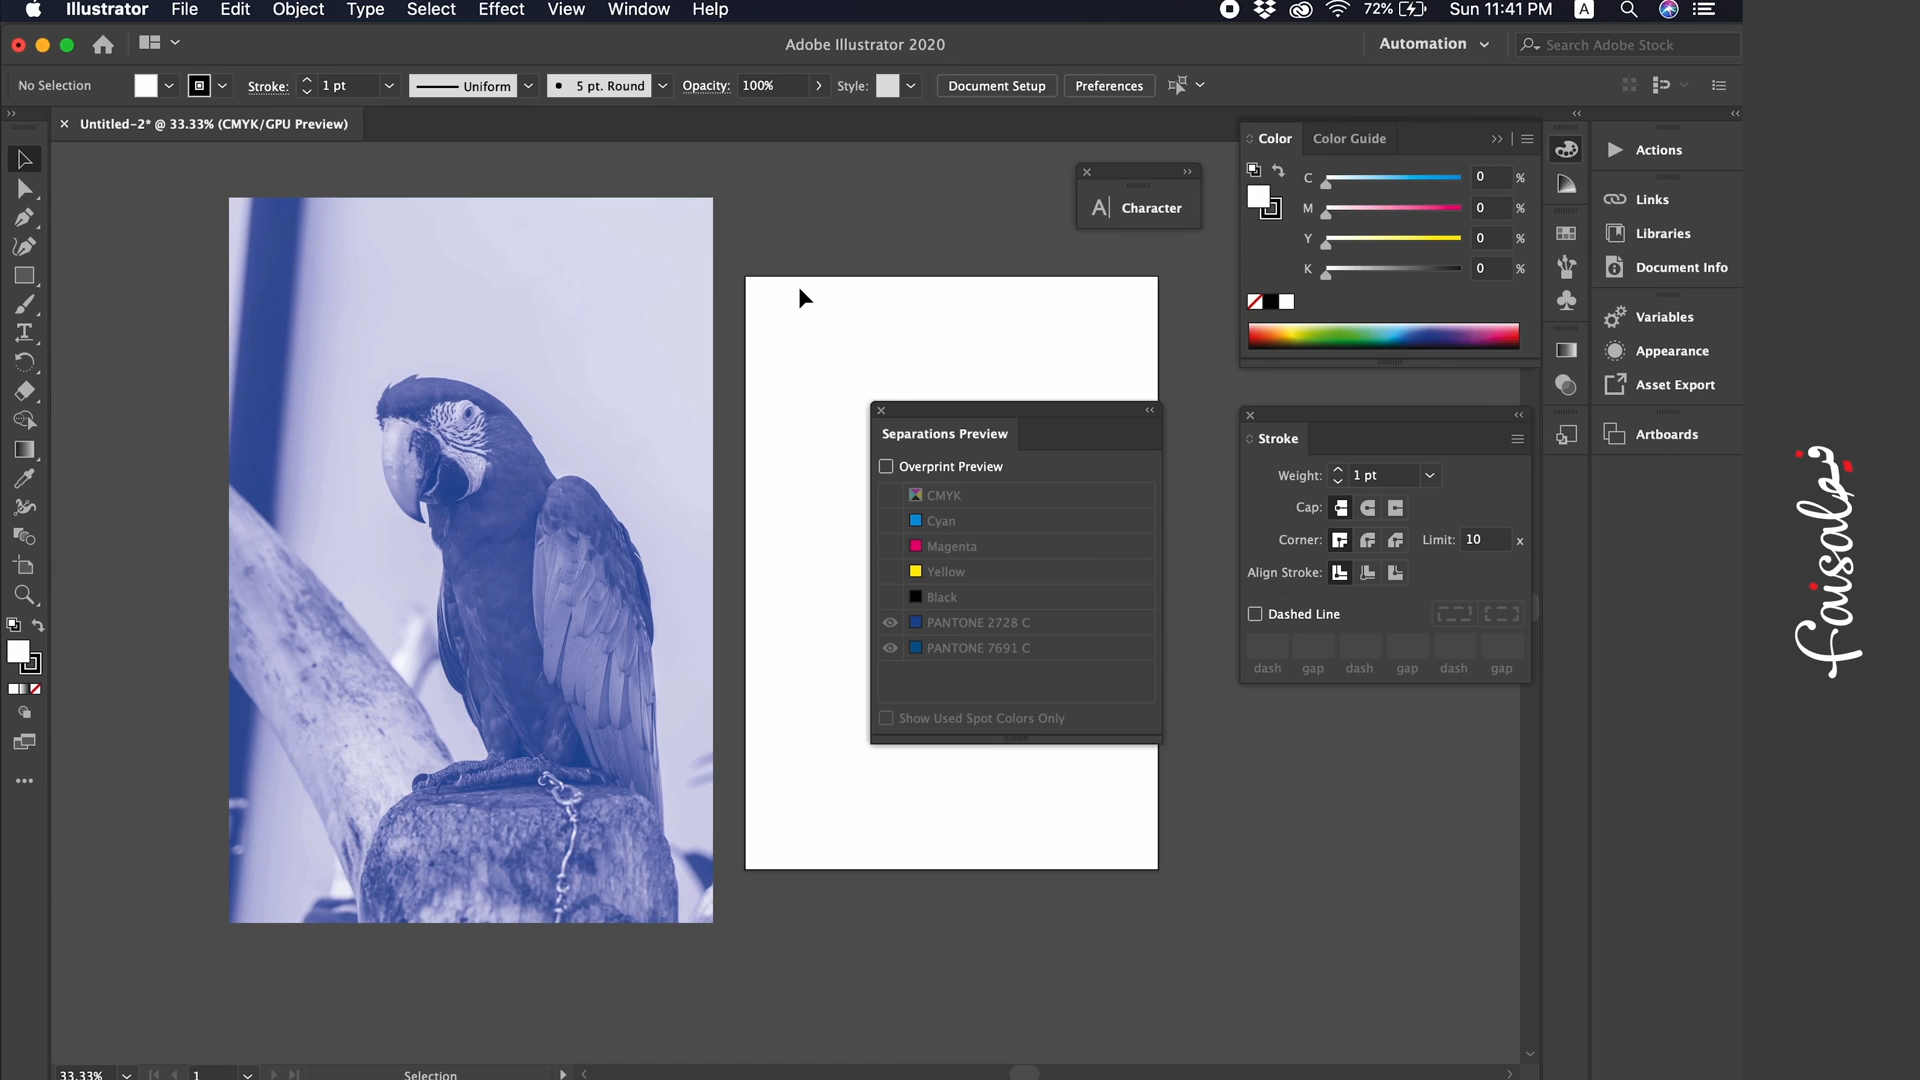 Illustrator File Edit Object Type Select Effect View Window Help
72% Sun 11:41 PM A
Adobe Illustrator 2020
Automation
Search Adobe Stock
No Selection
Stroke: 1 pt
Uniform
5 pt. Round
Opacity: 100%
Style:
Document Setup
Preferences
Untitled-2* @ 33.33% (CMYK/GPU Preview)
A Character
Color
Color Guide
C 0 %
M 0 %
Y 0 %
K 0 %
Actions
Links
Libraries
Document Info
Variables
Appearance
Asset Export
Artboards
Separations Preview
Overprint Preview
CMYK
Cyan
Magenta
Yellow
Black
PANTONE 2728 C
PANTONE 7691 C
Show Used Spot Colors Only
Stroke
Weight: 1 pt
Cap:
Corner:
Limit: 10 x
Align Stroke:
Dashed Line
dash gap dash gap dash gap
33.33%
1
Selection